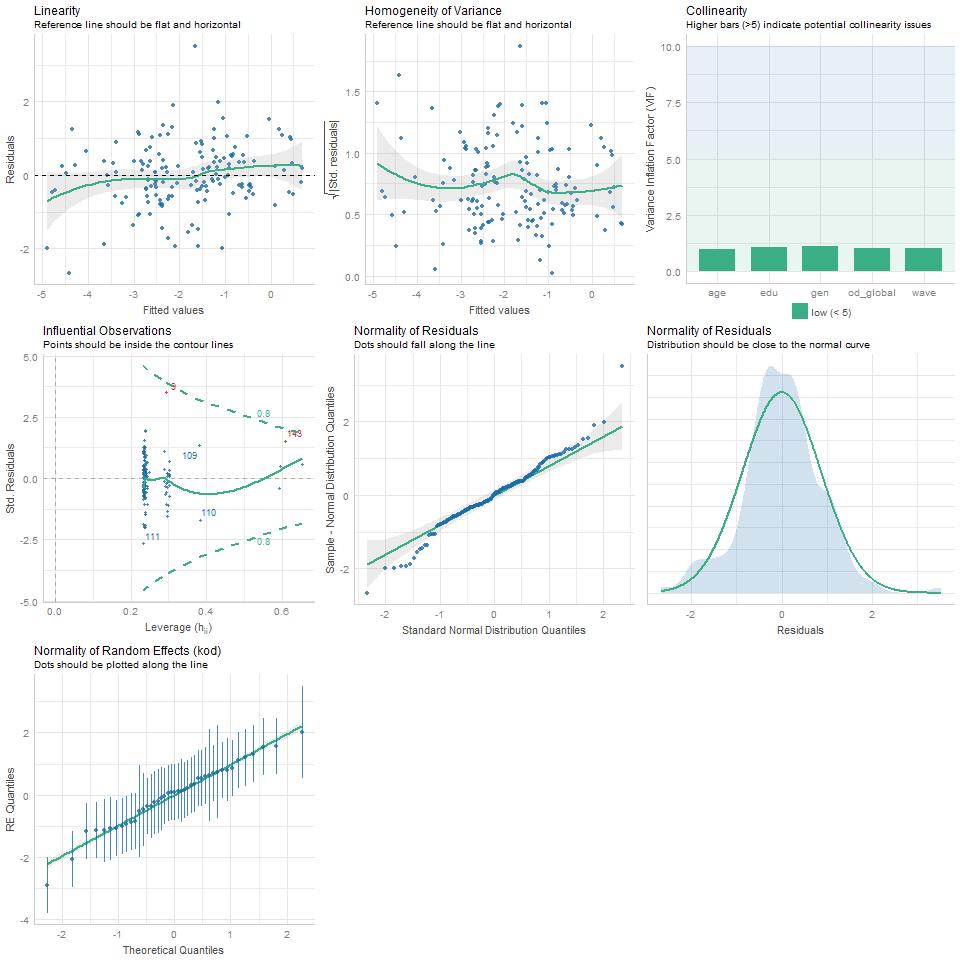 Linearity
Reference line should be flat and horizontal
Residuals
2
0
-2
-5
-4
-3
-2
-1
0
Fitted values
Homogeneity of Variance
Reference line should be flat and horizontal
√|Std. residuals|
1.5
1.0
0.5
0.0
-5
-4
-3
-2
-1
0
Fitted values
Collinearity
Higher bars (>5) indicate potential collinearity issues
Variance Inflation Factor (VIF)
10.0
7.5
5.0
2.5
0.0
age
edu
gen
od_global
wave
low (< 5)
Influential Observations
Points should be inside the contour lines
Std. Residuals
5.0
2.5
0.0
-2.5
-5.0
9
0.8
143
109
110
111
0.8
0.0
0.2
0.4
0.6
Leverage (hii)
Normality of Residuals
Dots should fall along the line
Sample - Normal Distribution Quantiles
2
0
-2
-2
-1
0
1
2
Standard Normal Distribution Quantiles
Normality of Residuals
Distribution should be close to the normal curve
-2
0
2
Residuals
Normality of Random Effects (kod)
Dots should be plotted along the line
RE Quantiles
2
0
-2
-4
-2
-1
0
1
2
Theoretical Quantiles